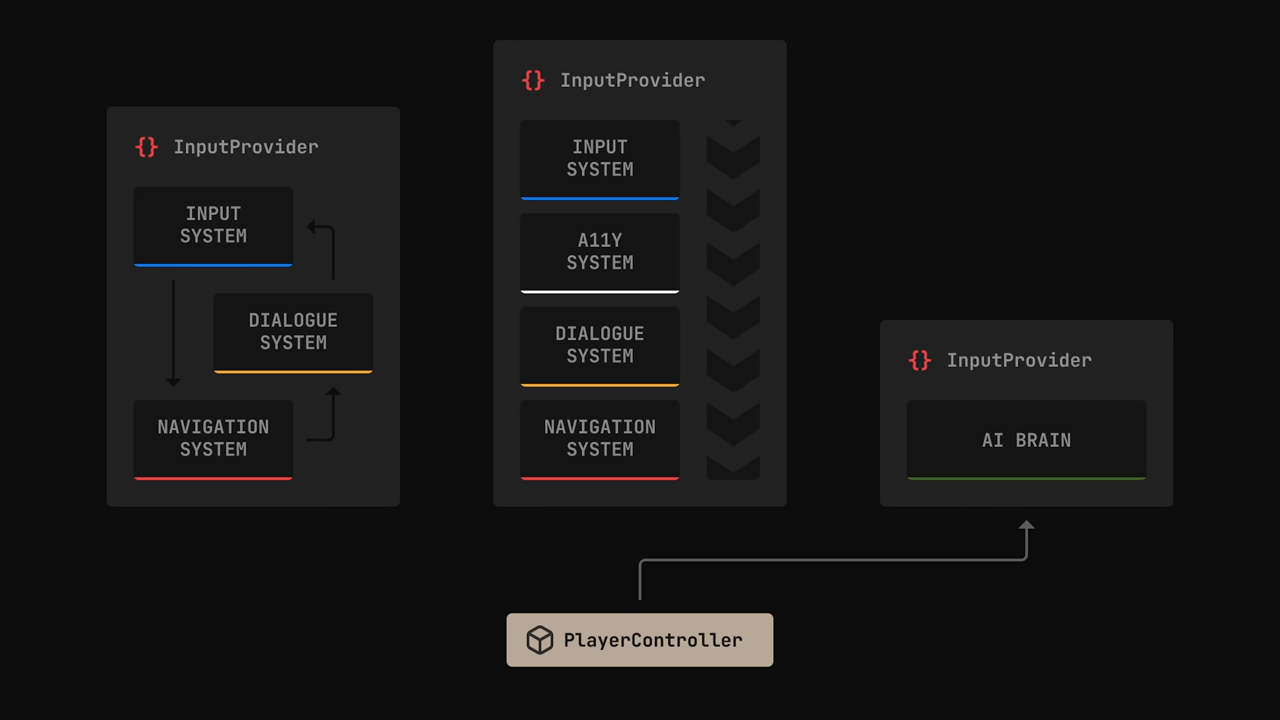 {} InputProvider
INPUT
SYSTEM
DIALOGUE
SYSTEM
NAVIGATION
SYSTEM
{} InputProvider
INPUT
SYSTEM
A11Y
SYSTEM
DIALOGUE
SYSTEM
NAVIGATION
SYSTEM
{} InputProvider
AI BRAIN
PlayerController